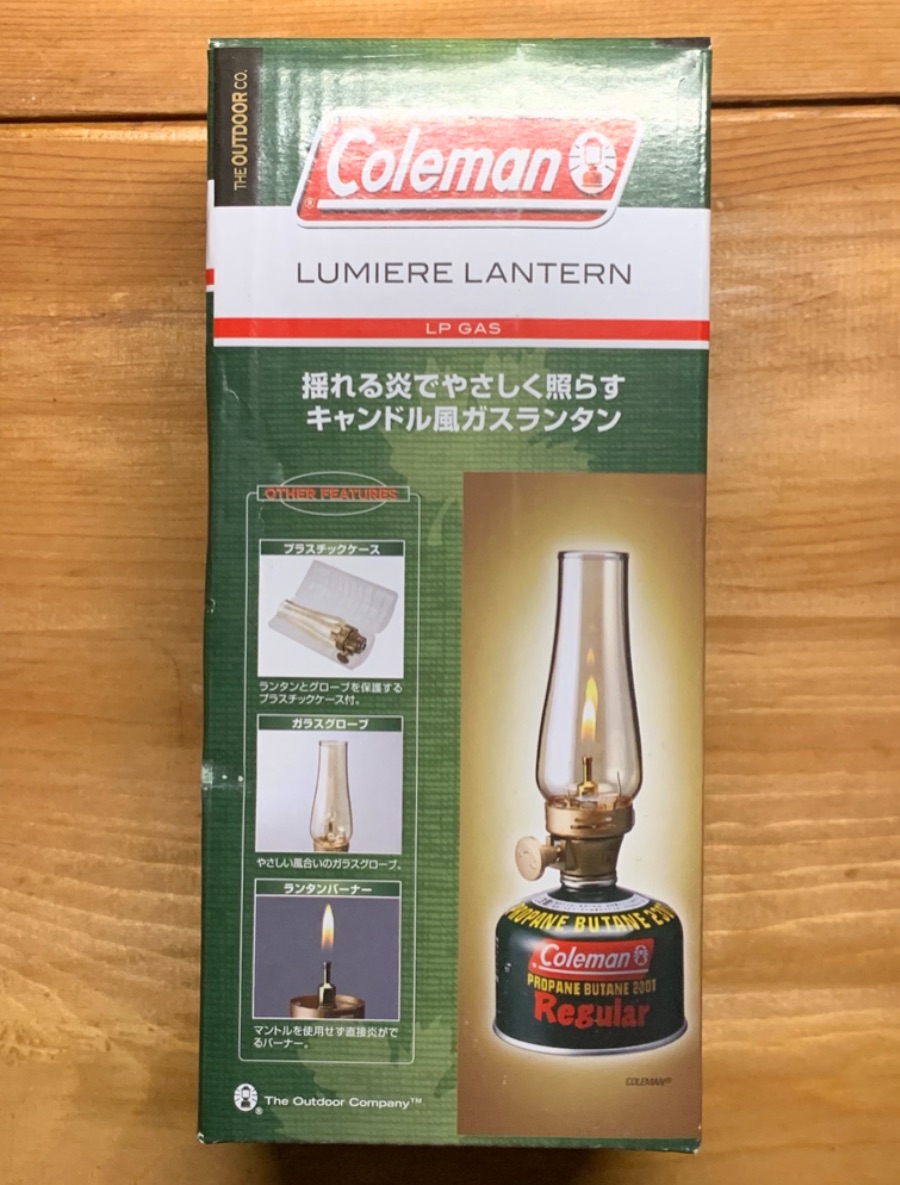 THE OUTDOOR CO.
Coleman
®
LUMIERE LANTERN
LP GAS
揺れる炎でやさしく照らす
キャンドル風ガスランタン
OTHER FEATURES
プラスチックケース
ランタンとグローブを保護する
プラスチックケース付。
ガラスグローブ
やさしい風合いのガラスグローブ。
ランタンバーナー
マントルを使用せず直接炎がで
るバーナー。
The Outdoor Company™
PROPANE BUTANE
Coleman
PROPANE BUTANE 2001
Regular
COLEMAN